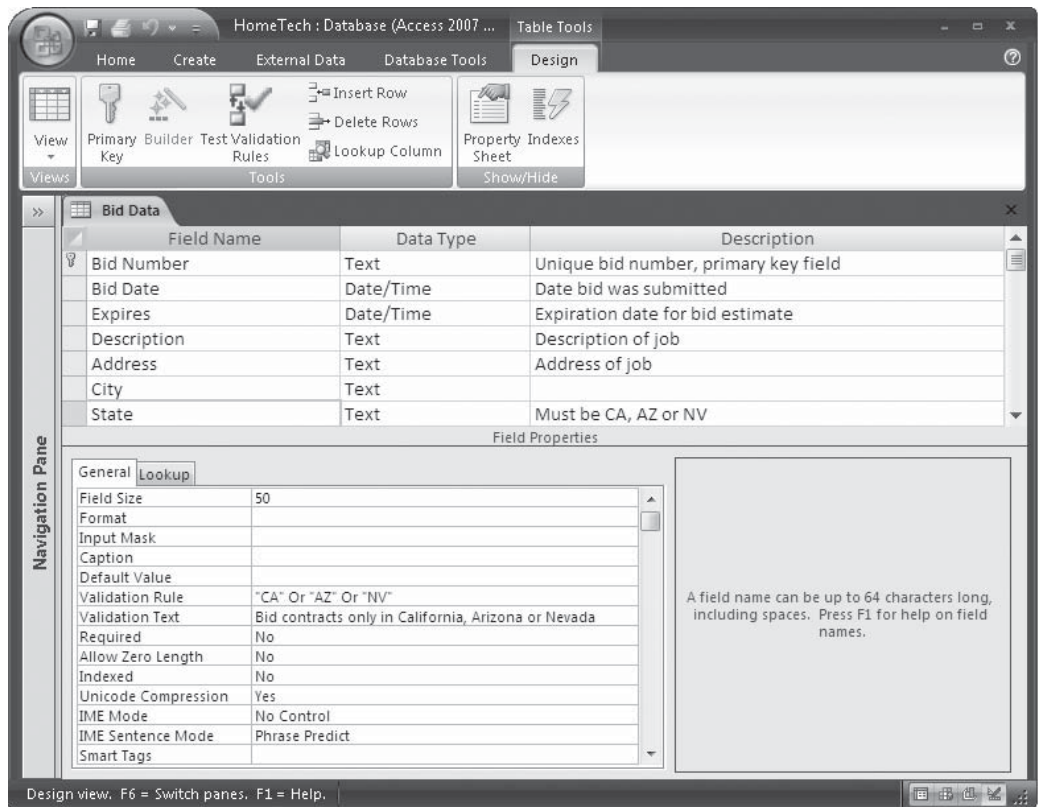 HomeTech : Database (Access 2007 ... Table Tools
Home Create External Data Database Tools Design
View
Primary Key
Builder
Test Validation Rules
Insert Row
Delete Rows
Lookup Column
Property Sheet
Indexes
Views Tools Show/Hide
» Bid Data
Field Name Data Type Description
Bid Number Text Unique bid number, primary key field
Bid Date Date/Time Date bid was submitted
Expires Date/Time Expiration date for bid estimate
Description Text Description of job
Address Text Address of job
City Text
State Text Must be CA, AZ or NV
Navigation Pane
Field Properties
General Lookup
Field Size 50
Format
Input Mask
Caption
Default Value
Validation Rule "CA" Or "AZ" Or "NV"
Validation Text Bid contracts only in California, Arizona or Nevada
Required No
Allow Zero Length No
Indexed No
Unicode Compression Yes
IME Mode No Control
IME Sentence Mode Phrase Predict
Smart Tags
A field name can be up to 64 characters long,
including spaces. Press F1 for help on field
names.
Design view. F6 = Switch panes. F1 = Help.